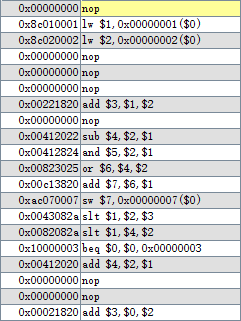 0x00000000 nop
0x8c010001 lw $1,0x00000001($0)
0x8c020002 lw $2,0x00000002($0)
0x00000000 nop
0x00000000 nop
0x00000000 nop
0x00221820 add $3,$1,$2
0x00000000 nop
0x00412022 sub $4,$2,$1
0x00412824 and $5,$2,$1
0x00823025 or $6,$4,$2
0x00c13820 add $7,$6,$1
0xac070007 sw $7,0x00000007($0)
0x0043082a slt $1,$2,$3
0x0082082a slt $1,$4,$2
0x10000003 beq $0,$0,0x00000003
0x00412020 add $4,$2,$1
0x00000000 nop
0x00000000 nop
0x00021820 add $3,$0,$2